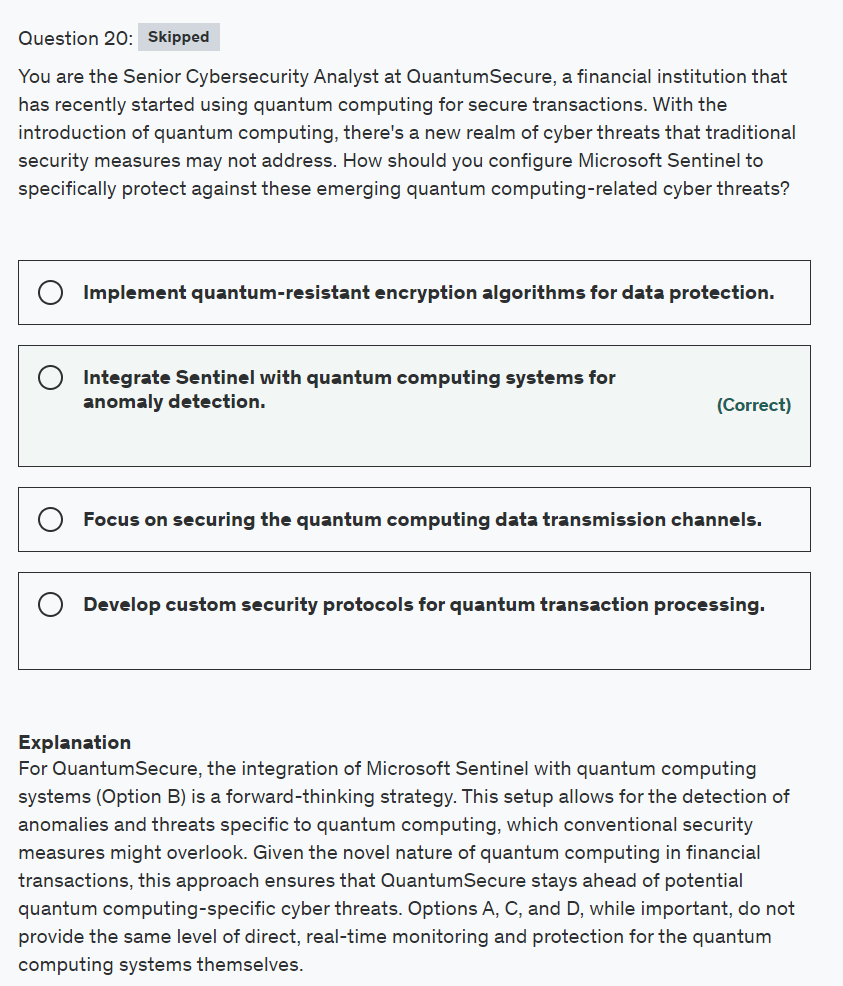 Question 20: Skipped
You are the Senior Cybersecurity Analyst at QuantumSecure, a financial institution that
has recently started using quantum computing for secure transactions. With the
introduction of quantum computing, there's a new realm of cyber threats that traditional
security measures may not address. How should you configure Microsoft Sentinel to
specifically protect against these emerging quantum computing-related cyber threats?
Implement quantum-resistant encryption algorithms for data protection.
Integrate Sentinel with quantum computing systems for
anomaly detection.
(Correct)
Focus on securing the quantum computing data transmission channels.
Develop custom security protocols for quantum transaction processing.
Explanation
For QuantumSecure, the integration of Microsoft Sentinel with quantum computing
systems (Option B) is a forward-thinking strategy. This setup allows for the detection of
anomalies and threats specific to quantum computing, which conventional security
measures might overlook. Given the novel nature of quantum computing in financial
transactions, this approach ensures that QuantumSecure stays ahead of potential
quantum computing-specific cyber threats. Options A, C, and D, while important, do not
provide the same level of direct, real-time monitoring and protection for the quantum
computing systems themselves.